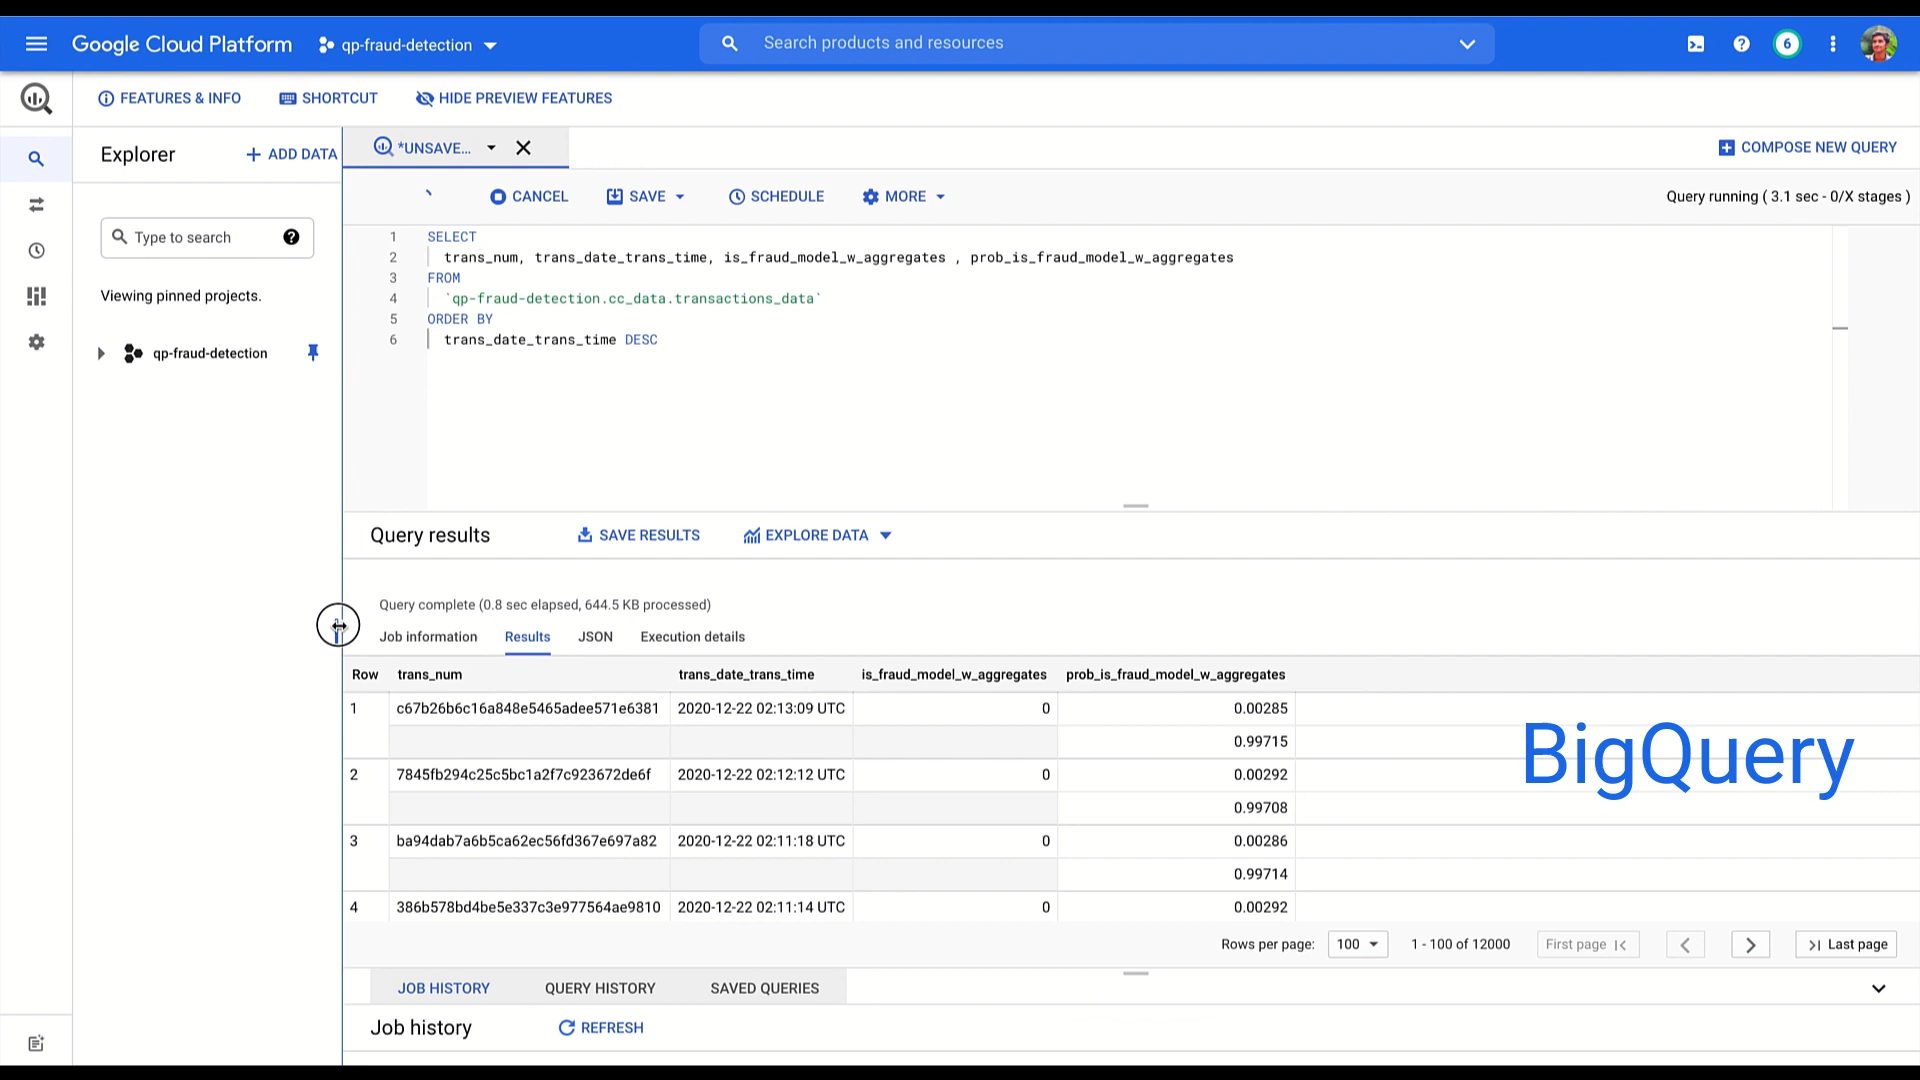 Google Cloud Platform qp-fraud-detection Search products and resources 6
FEATURES & INFO SHORTCUT HIDE PREVIEW FEATURES
Explorer + ADD DATA *UNSAVE... COMPOSE NEW QUERY
CANCEL SAVE SCHEDULE MORE Query running ( 3.1 sec - 0/X stages )
Type to search
Viewing pinned projects.
qp-fraud-detection
1 SELECT
2 trans_num, trans_date_trans_time, is_fraud_model_w_aggregates , prob_is_fraud_model_w_aggregates
3 FROM
4 `qp-fraud-detection.cc_data.transactions_data`
5 ORDER BY
6 trans_date_trans_time DESC
Query results SAVE RESULTS EXPLORE DATA
Query complete (0.8 sec elapsed, 644.5 KB processed)
Job information Results JSON Execution details
Row trans_num trans_date_trans_time is_fraud_model_w_aggregates prob_is_fraud_model_w_aggregates
1 c67b26b6c16a848e5465adee571e6381 2020-12-22 02:13:09 UTC 0 0.00285
0.99715
2 7845fb294c25c5bc1a2f7c923672de6f 2020-12-22 02:12:12 UTC 0 0.00292
0.99708
3 ba94dab7a6b5ca62ec56fd367e697a82 2020-12-22 02:11:18 UTC 0 0.00286
0.99714
4 386b578bd4be5e337c3e977564ae9810 2020-12-22 02:11:14 UTC 0 0.00292
BigQuery
Rows per page: 100 1 - 100 of 12000 First page Last page
JOB HISTORY QUERY HISTORY SAVED QUERIES
Job history REFRESH